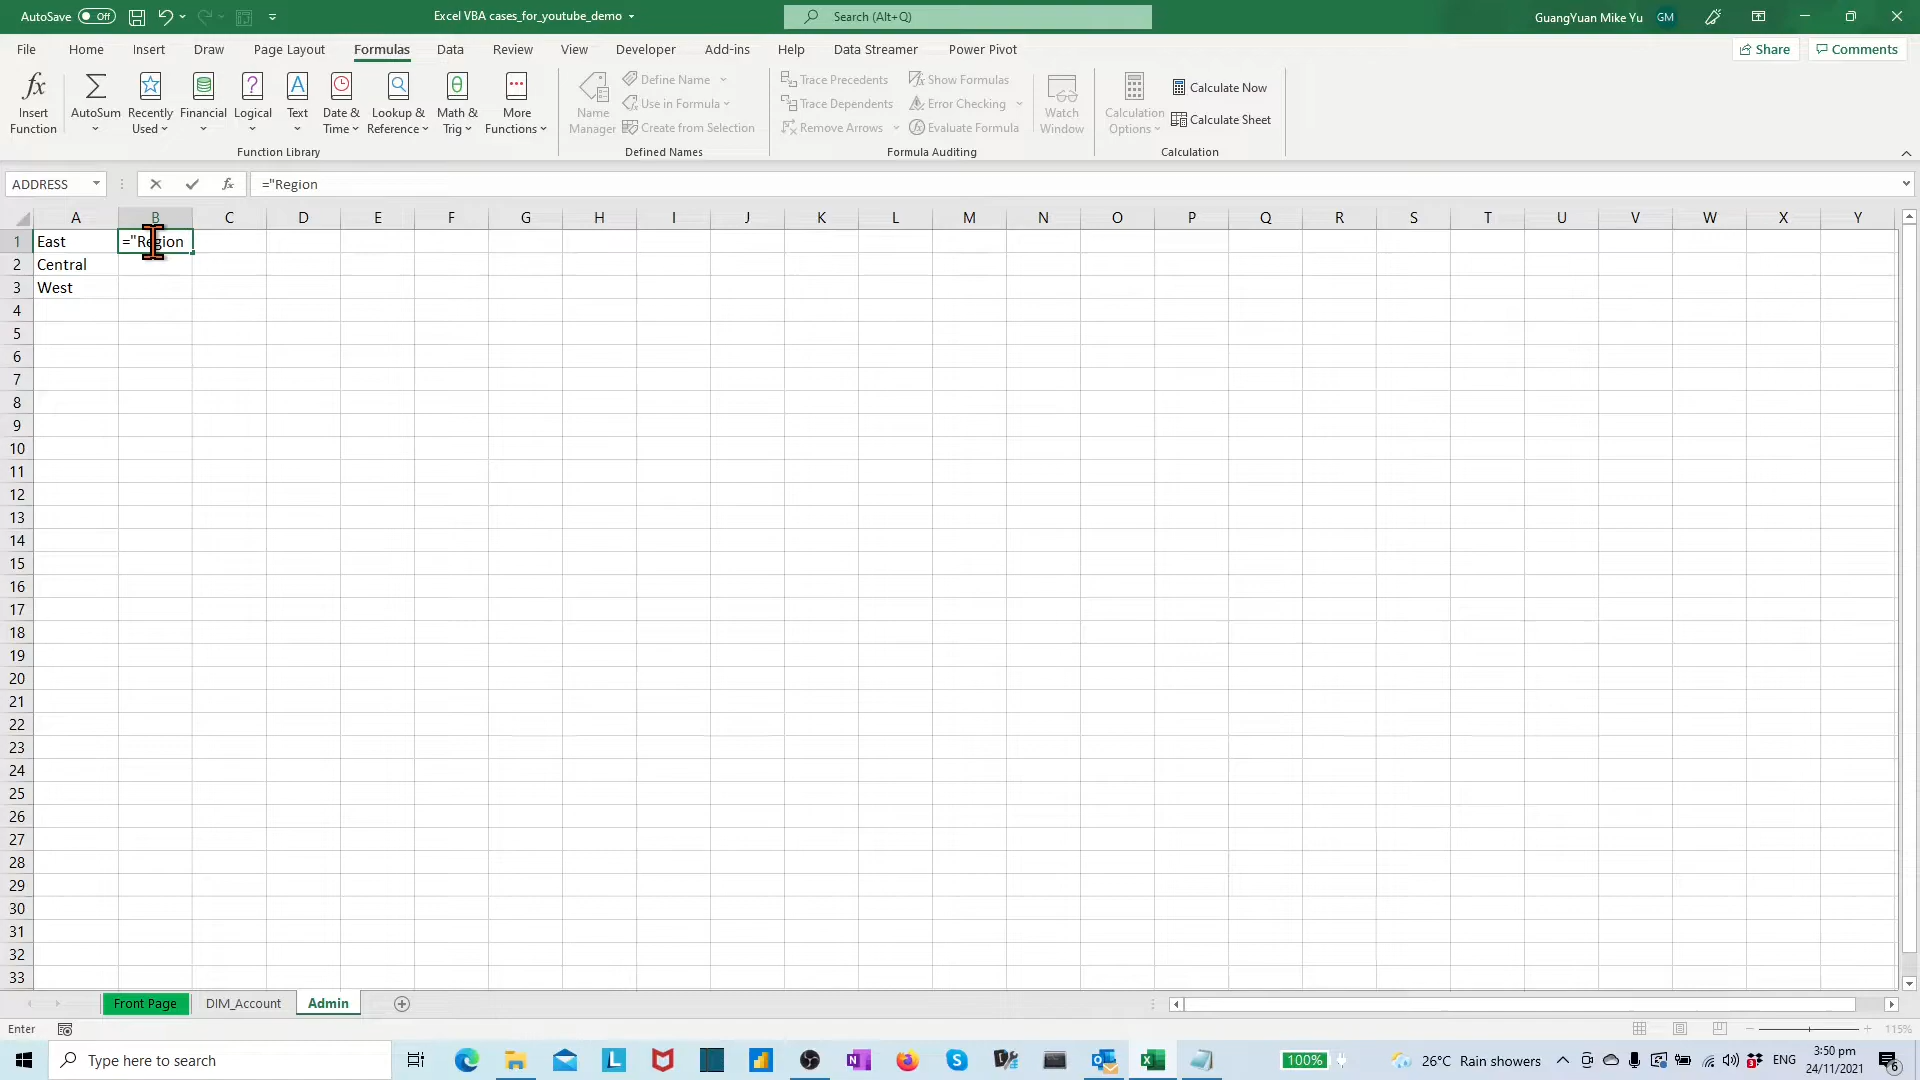 AutoSave Off
Excel VBA cases_for_youtube_demo
Search (Alt+Q)
GuangYuan Mike Yu GM
File Home Insert Draw Page Layout Formulas Data Review View Developer Add-ins Help Data Streamer Power Pivot
Share Comments
fx Insert Function
AutoSum
Recently Used
Financial
Logical
Text
Date & Time
Lookup & Reference
Math & Trig
More Functions
Function Library
Name Manager
Define Name
Use in Formula
Create from Selection
Defined Names
Trace Precedents
Trace Dependents
Remove Arrows
Show Formulas
Error Checking
Evaluate Formula
Formula Auditing
Watch Window
Calculation Options
Calculate Now
Calculate Sheet
Calculation
ADDRESS fx ="Region
A B C D E F G H I J K L M N O P Q R S T U V W X Y
1 East ="Region
2 Central
3 West
4
5
6
7
8
9
10
11
12
13
14
15
16
17
18
19
20
21
22
23
24
25
26
27
28
29
30
31
32
33
Front Page DIM_Account Admin
Enter 115%
Type here to search
100% 26°C Rain showers ENG
3:50 pm
24/11/2021
6